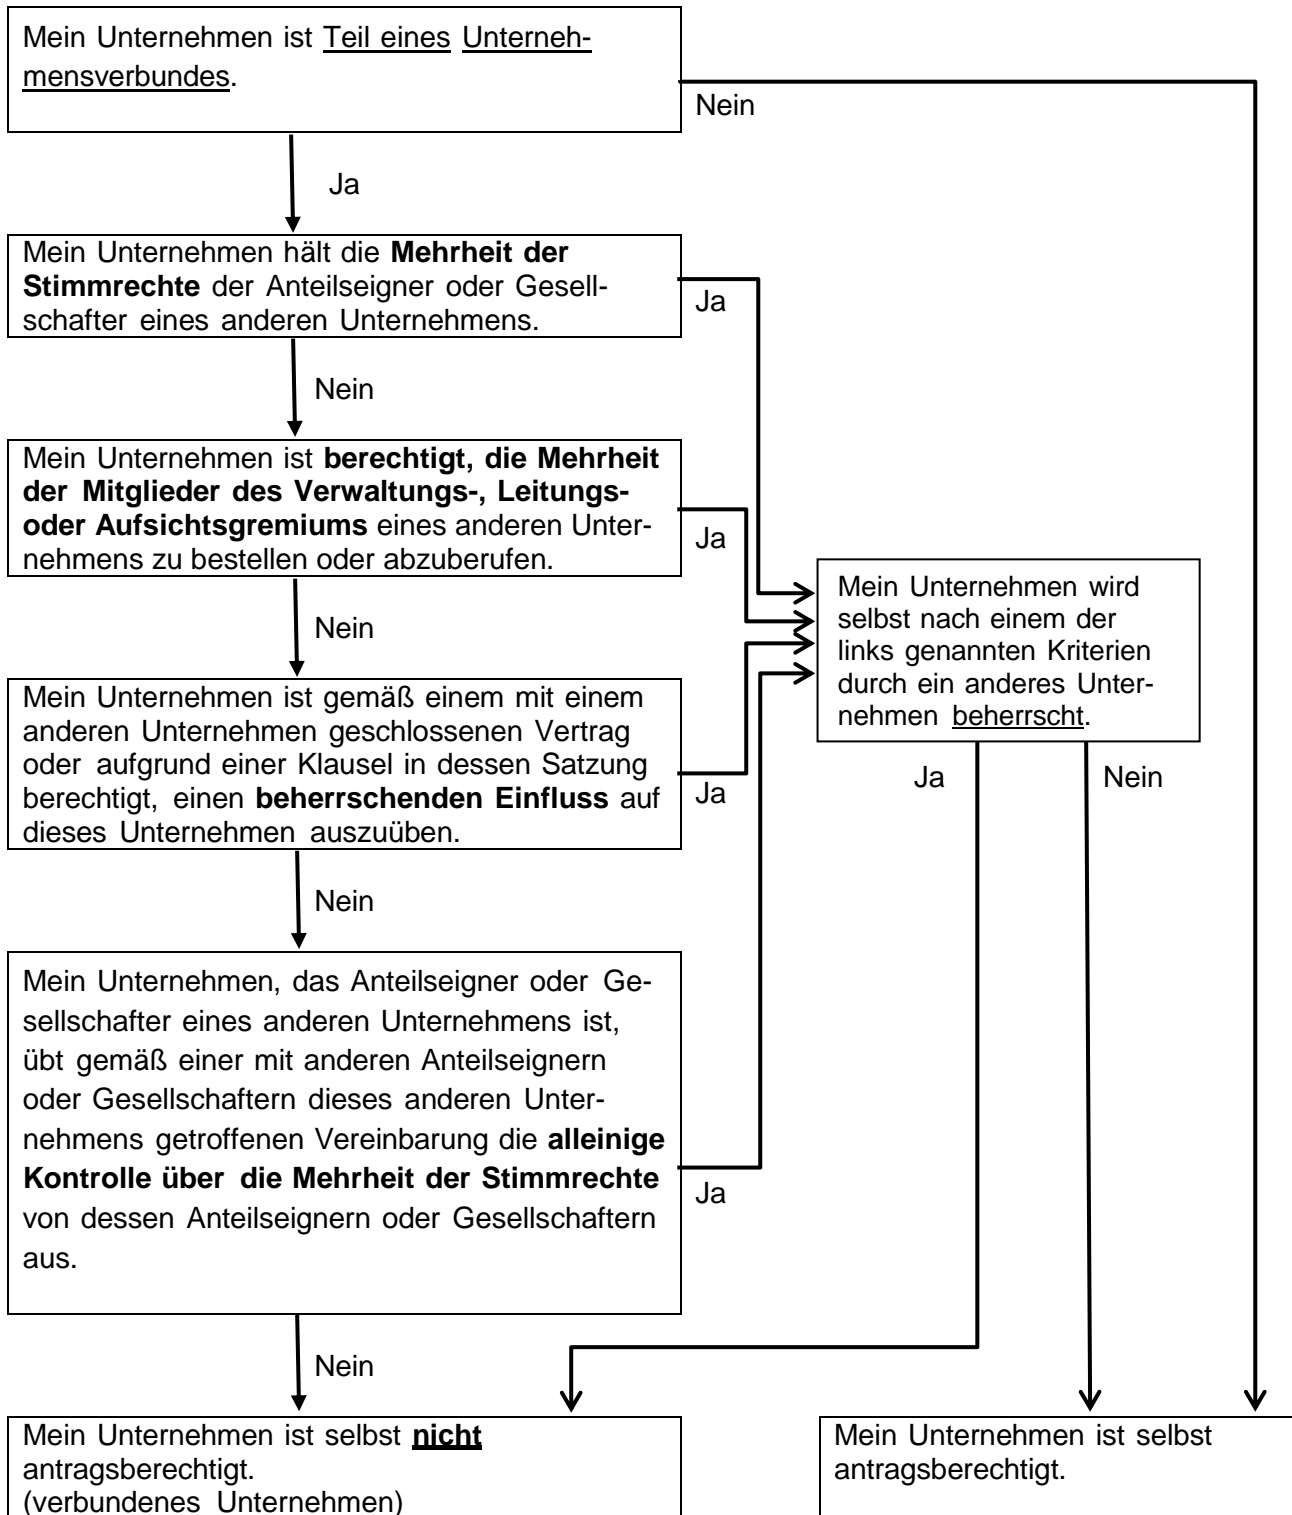 Mein Unternehmen ist Teil eines Unterneh-
mensverbundes.
Nein
Ja
Mein Unternehmen hält die Mehrheit der
Stimmrechte der Anteilseigner oder Gesell-
schafter eines anderen Unternehmens.
Ja
Nein
Mein Unternehmen ist berechtigt, die Mehrheit
der Mitglieder des Verwaltungs-, Leitungs-
oder Aufsichtsgremiums eines anderen Unter-
nehmens zu bestellen oder abzuberufen.
Ja
Nein
Mein Unternehmen wird
selbst nach einem der
links genannten Kriterien
durch ein anderes Unter-
nehmen beherrscht.
Ja
Nein
Mein Unternehmen ist gemäß einem mit einem
anderen Unternehmen geschlossenen Vertrag
oder aufgrund einer Klausel in dessen Satzung
berechtigt, einen beherrschenden Einfluss auf
dieses Unternehmen auszuüben.
Ja
Nein
Mein Unternehmen, das Anteilseigner oder Ge-
sellschafter eines anderen Unternehmens ist,
übt gemäß einer mit anderen Anteilseignern
oder Gesellschaftern dieses anderen Unter-
nehmens getroffenen Vereinbarung die alleinige
Kontrolle über die Mehrheit der Stimmrechte
von dessen Anteilseignern oder Gesellschaftern
aus.
Ja
Nein
Mein Unternehmen ist selbst nicht
antragsberechtigt.
(verbundenes Unternehmen)
Mein Unternehmen ist selbst
antragsberechtigt.